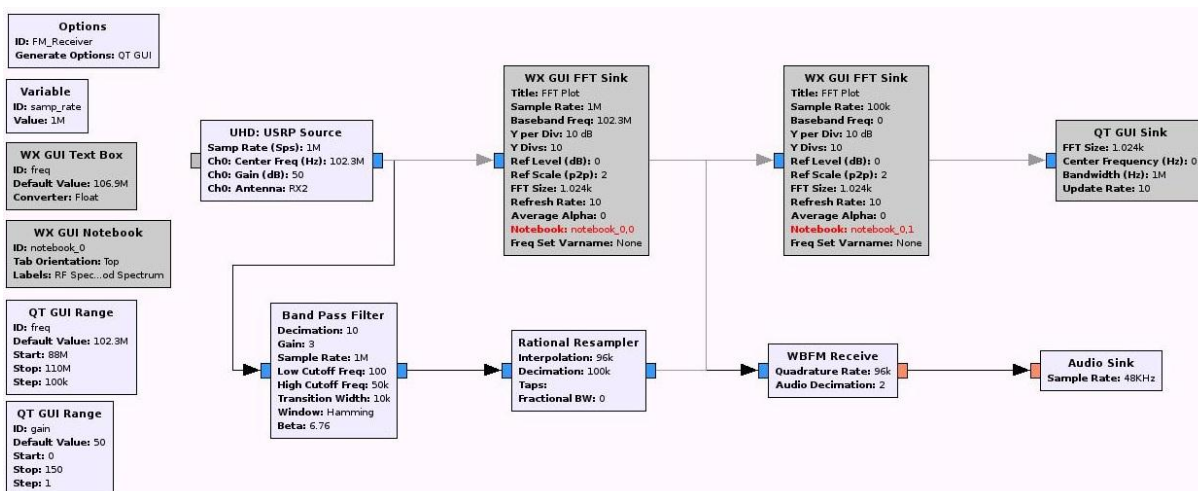 Options
ID: FM_Receiver
Generate Options: QT GUI
Variable
ID: samp_rate
Value: 1M
WX GUI Text Box
ID: freq
Default Value: 106.9M
Converter: Float
WX GUI Notebook
ID: notebook_0
Tab Orientation: Top
Labels: RF Spec...od Spectrum
QT GUI Range
ID: freq
Default Value: 102.3M
Start: 88M
Stop: 110M
Step: 100k
QT GUI Range
ID: gain
Default Value: 50
Start: 0
Stop: 150
Step: 1
UHD: USRP Source
Samp Rate (Sps): 1M
Ch0: Center Freq (Hz): 102.3M
Ch0: Gain (dB): 50
Ch0: Antenna: RX2
WX GUI FFT Sink
Title: FFT Plot
Sample Rate: 1M
Baseband Freq: 102.3M
Y per Div: 10 dB
Y Divs: 10
Ref Level (dB): 0
Ref Scale (p2p): 2
FFT Size: 1.024k
Refresh Rate: 10
Average Alpha: 0
Notebook: notebook_0,0
Freq Set Varname: None
WX GUI FFT Sink
Title: FFT Plot
Sample Rate: 100k
Baseband Freq: 0
Y per Div: 10 dB
Y Divs: 10
Ref Level (dB): 0
Ref Scale (p2p): 2
FFT Size: 1.024k
Refresh Rate: 10
Average Alpha: 0
Notebook: notebook_0,1
Freq Set Varname: None
QT GUI Sink
FFT Size: 1.024k
Center Frequency (Hz): 0
Bandwidth (Hz): 1M
Update Rate: 10
Band Pass Filter
Decimation: 10
Gain: 3
Sample Rate: 1M
Low Cutoff Freq: 100
High Cutoff Freq: 50k
Transition Width: 10k
Window: Hamming
Beta: 6.76
Rational Resampler
Interpolation: 96k
Decimation: 100k
Taps:
Fractional BW: 0
WBFM Receive
Quadrature Rate: 96k
Audio Decimation: 2
Audio Sink
Sample Rate: 48KHz